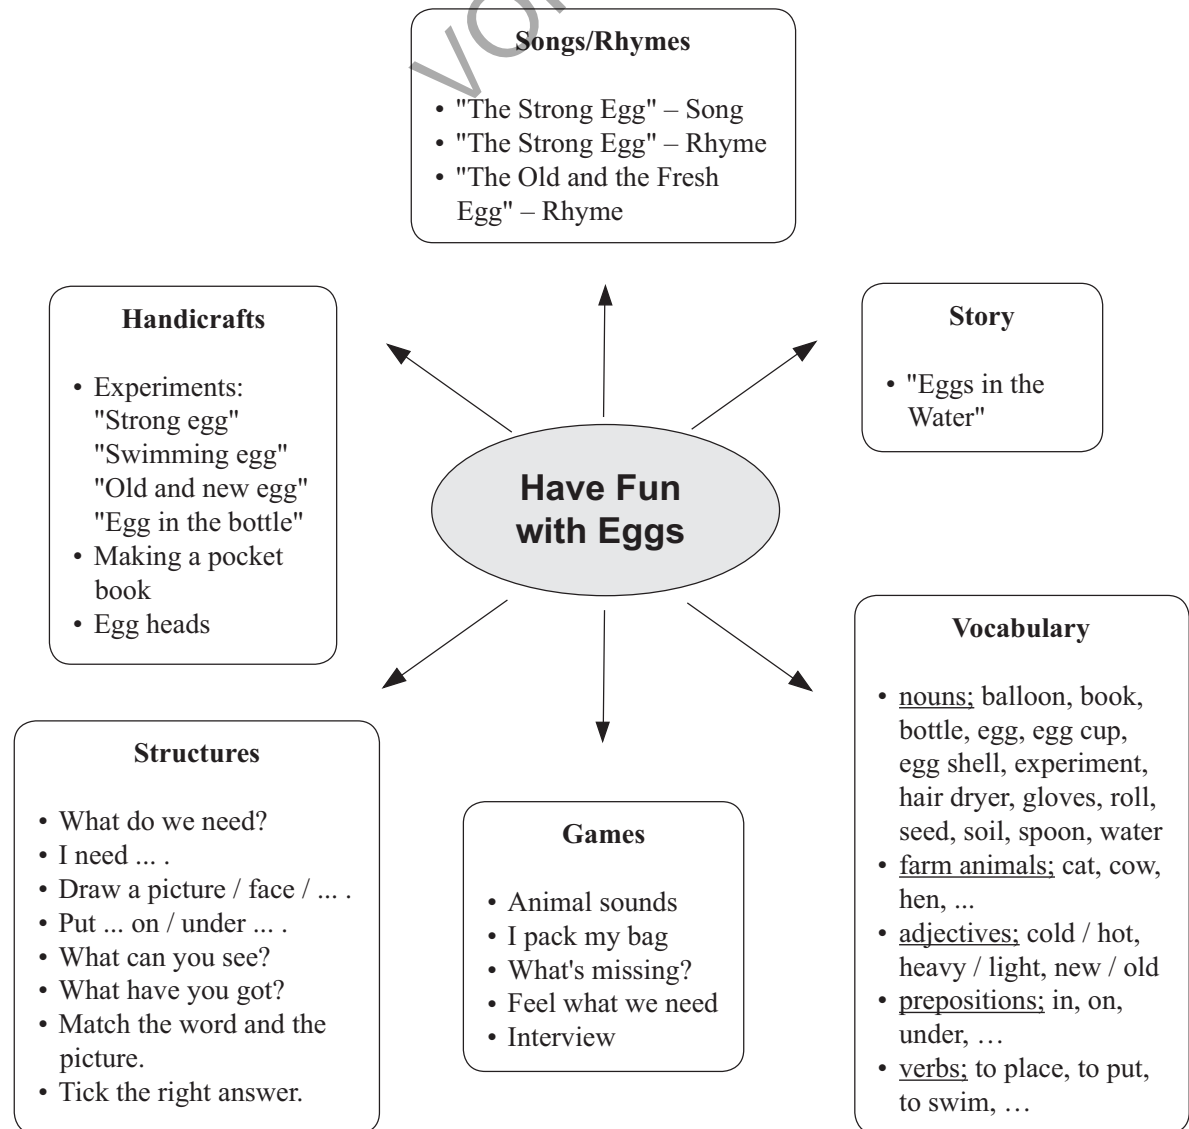 Songs/Rhymes
• "The Strong Egg" – Song
• "The Strong Egg" – Rhyme
• "The Old and the Fresh
Egg" – Rhyme
Handicrafts
• Experiments:
"Strong egg"
"Swimming egg"
"Old and new egg"
"Egg in the bottle"
• Making a pocket
book
• Egg heads
Story
• "Eggs in the
Water"
Have Fun
with Eggs
Structures
• What do we need?
• I need ... .
• Draw a picture / face / ... .
• Put ... on / under ... .
• What can you see?
• What have you got?
• Match the word and the
picture.
• Tick the right answer.
Games
• Animal sounds
• I pack my bag
• What's missing?
• Feel what we need
• Interview
Vocabulary
• nouns; balloon, book,
bottle, egg, egg cup,
egg shell, experiment,
hair dryer, gloves, roll,
seed, soil, spoon, water
• farm animals; cat, cow,
hen, ...
• adjectives; cold / hot,
heavy / light, new / old
• prepositions; in, on,
under, …
• verbs; to place, to put,
to swim, …